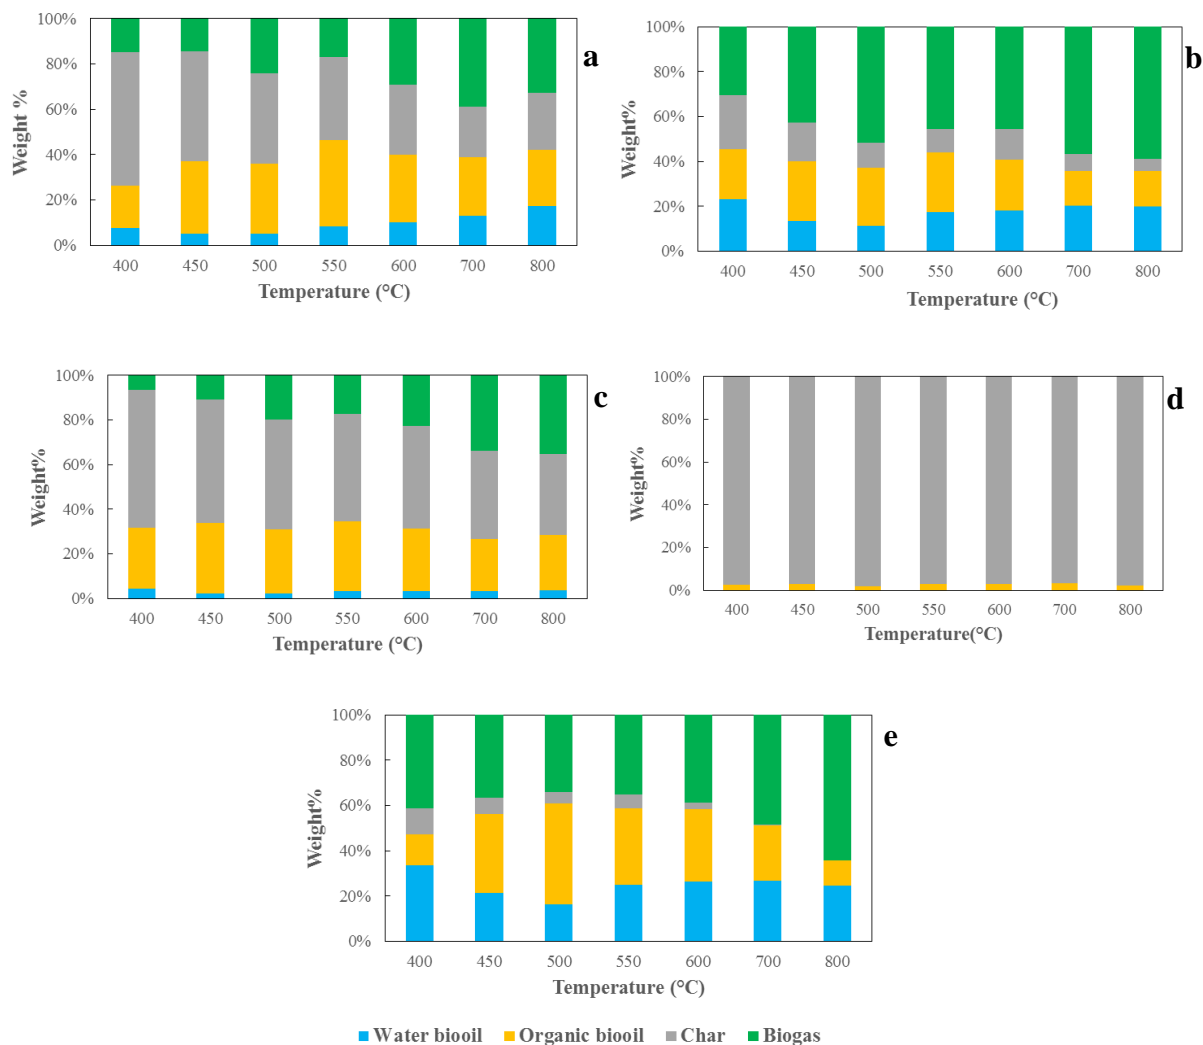 100%
80%
60%
40%
20%
0%
Weight %
400 450 500 550 600 700 800
Temperature (°C)
a
100%
80%
60%
40%
20%
0%
Weight%
400 450 500 550 600 700 800
Temperature (°C)
b
100%
80%
60%
40%
20%
0%
Weight%
400 450 500 550 600 700 800
Temperature (°C)
c
100%
80%
60%
40%
20%
0%
Weight%
400 450 500 550 600 700 800
Temperature(°C)
d
100%
80%
60%
40%
20%
0%
Weight%
400 450 500 550 600 700 800
Temperature (°C)
e
Water biooil Organic biooil Char Biogas